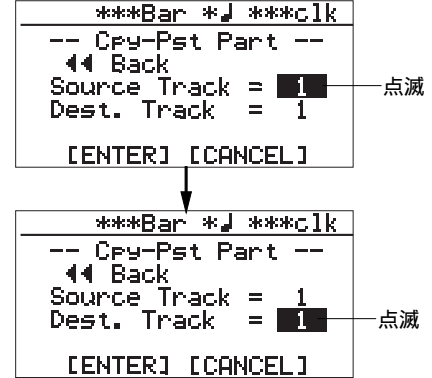 ***Bar *♩ ***clk
-- Cpy-Pst Part --
◀◀ Back
Source Track = 1 点滅
Dest. Track = 1
[ENTER] [CANCEL]
***Bar *♩ ***clk
-- Cpy-Pst Part --
◀◀ Back
Source Track = 1
Dest. Track = 1 点滅
[ENTER] [CANCEL]